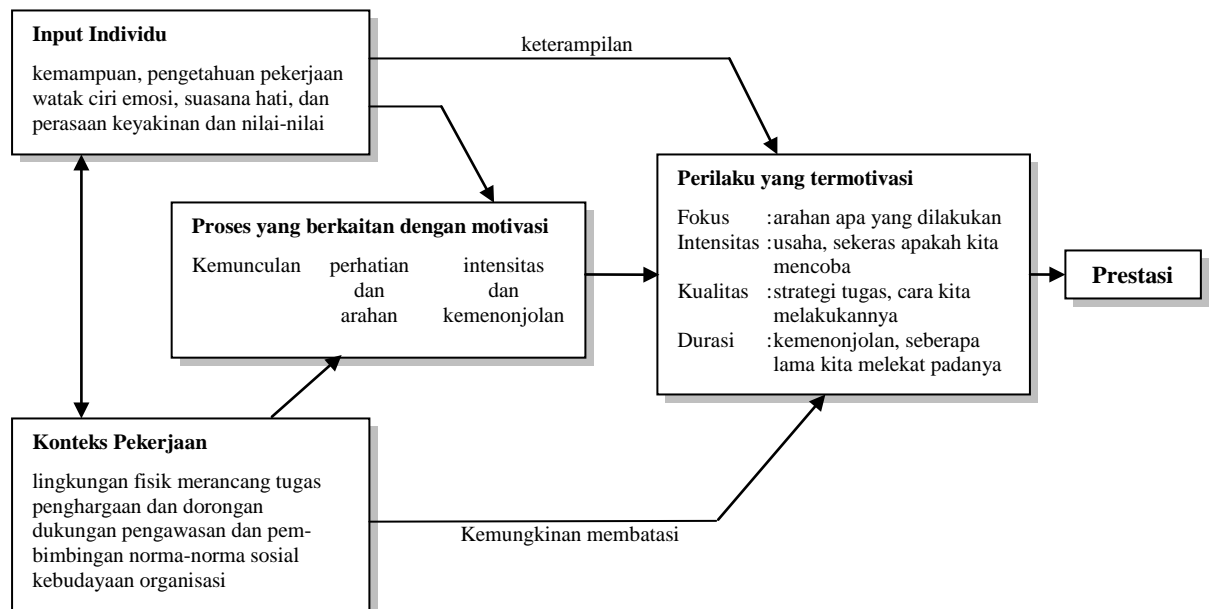 Input Individu
kemampuan, pengetahuan pekerjaan
watak ciri emosi, suasana hati, dan
perasaan keyakinan dan nilai-nilai
keterampilan
Proses yang berkaitan dengan motivasi
Kemunculan perhatian intensitas
dan dan
arahan kemenonjolan
Perilaku yang termotivasi
Fokus :arahan apa yang dilakukan
Intensitas :usaha, sekeras apakah kita
mencoba
Kualitas :strategi tugas, cara kita
melakukannya
Durasi :kemenonjolan, seberapa
lama kita melekat padanya
Prestasi
Konteks Pekerjaan
lingkungan fisik merancang tugas
penghargaan dan dorongan
dukungan pengawasan dan pem-
bimbingan norma-norma sosial
kebudayaan organisasi
Kemungkinan membatasi